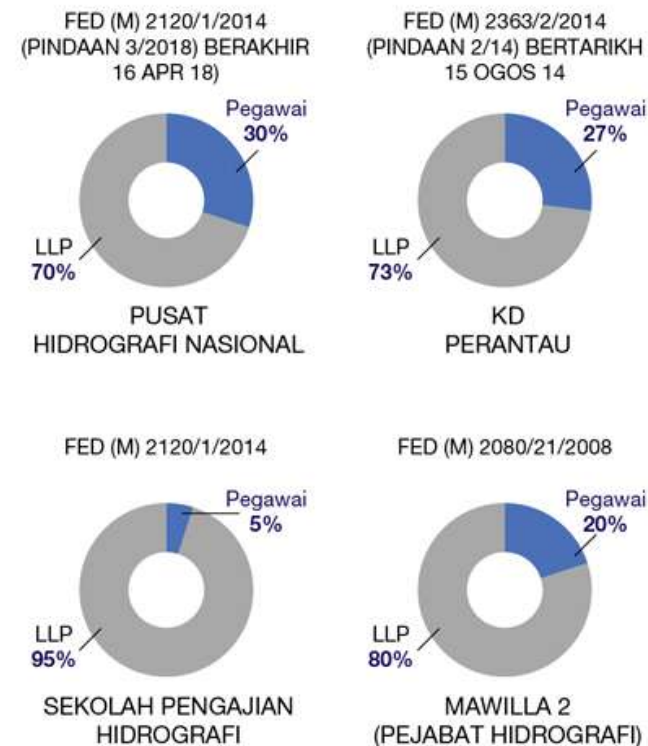 FED (M) 2120/1/2014
(PINDAAN 3/2018) BERAKHIR
16 APR 18)
Pegawai
30%
LLP
70%
PUSAT
HIDROGRAFI NASIONAL
FED (M) 2363/2/2014
(PINDAAN 2/14) BERTARIKH
15 OGOS 14
Pegawai
27%
LLP
73%
KD
PERANTAU
FED (M) 2120/1/2014
Pegawai
5%
LLP
95%
SEKOLAH PENGAJIAN
HIDROGRAFI
FED (M) 2080/21/2008
Pegawai
20%
LLP
80%
MAWILLA 2
(PEJABAT HIDROGRAFI)